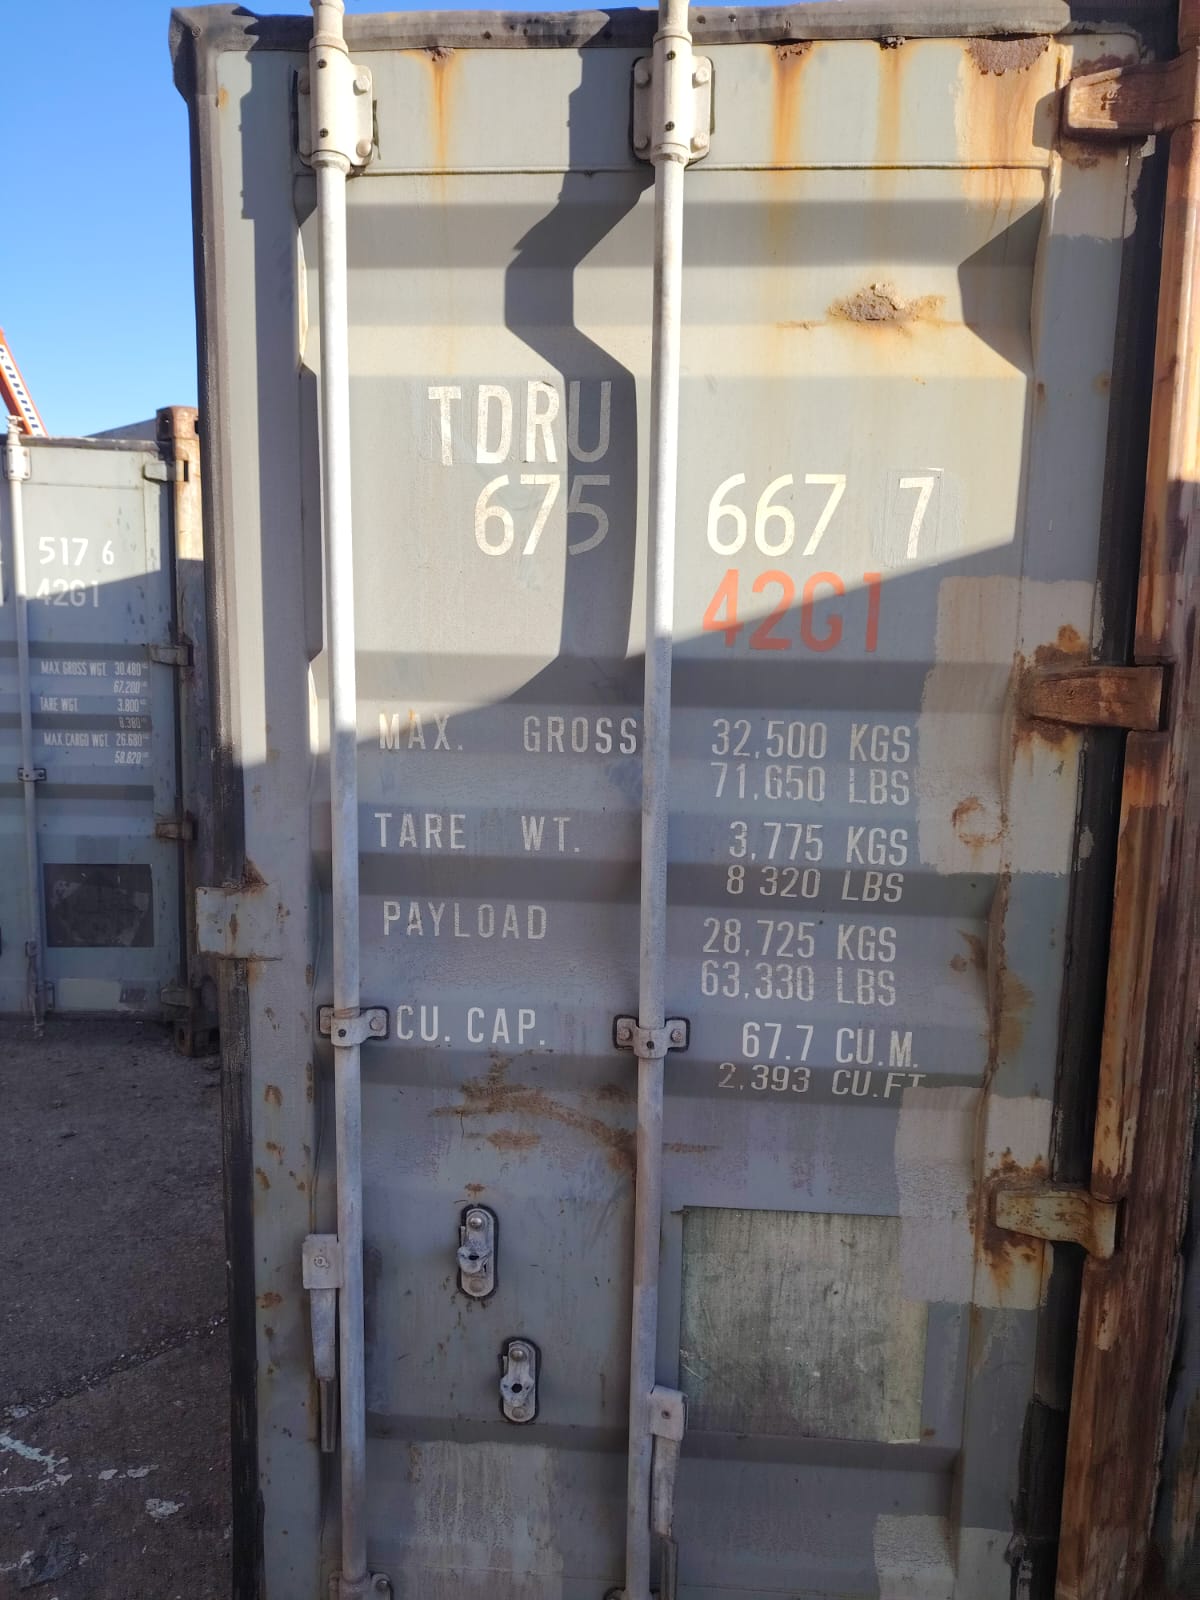 TDRU
675 667 7
42G1
MAX. GROSS 32,500 KGS
71,650 LBS
TARE WT. 3,775 KGS
8 320 LBS
PAYLOAD 28,725 KGS
63,330 LBS
CU. CAP. 67.7 CU.M.
2,393 CU.FT
517 6
42G1
MAX GROSS WGT. 30.480 KG
67.200
TARE WGT. 3.800
8.380
MAX CARGO WGT. 26.680
58.820